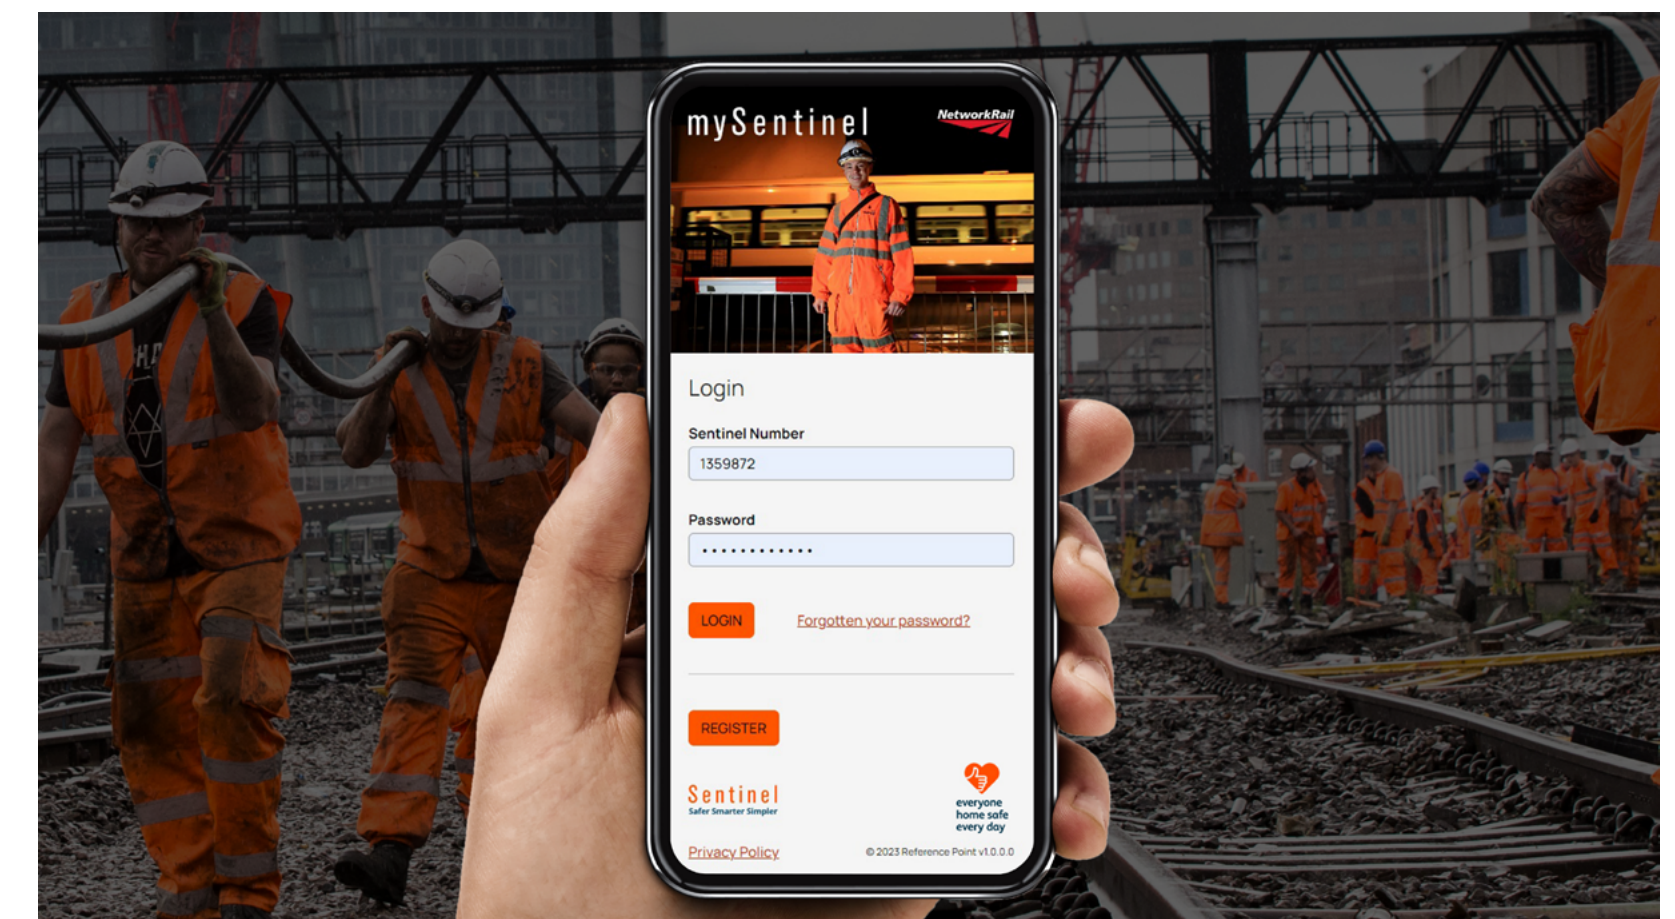 mySentinel
NetworkRail
Login
Sentinel Number
1359872
Password
••••••••••••
LOGIN
Forgotten your password?
REGISTER
Sentinel
Safer Smarter Simpler
everyone
home safe
every day
Privacy Policy
© 2023 Reference Point v1.0.0.0